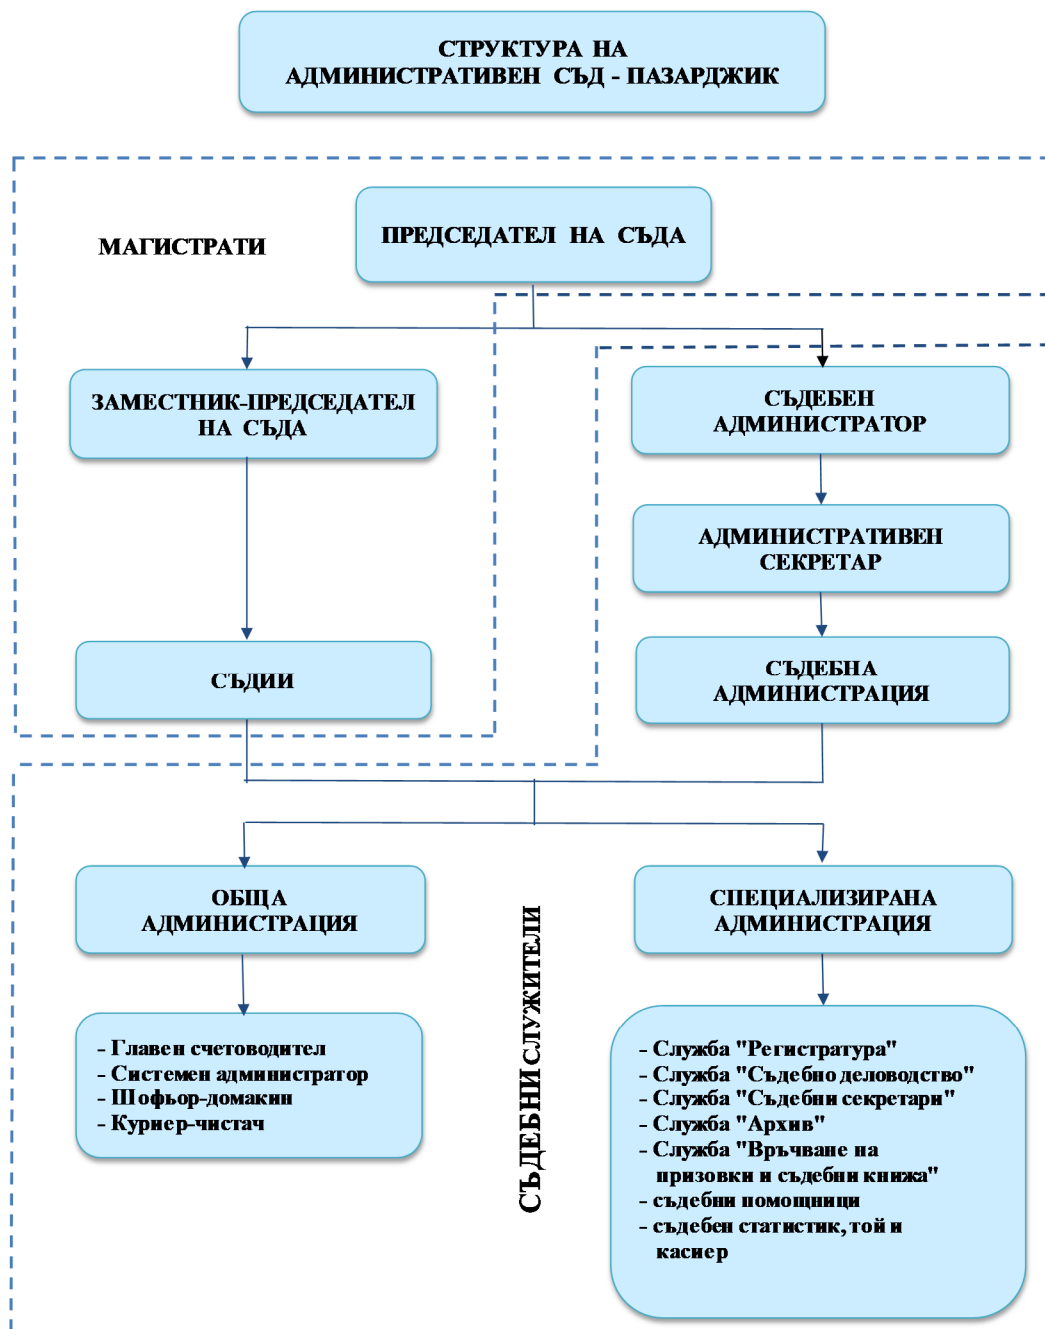 СТРУКТУРА НА
АДМИНИСТРАТИВЕН СЪД - ПАЗАРДЖИК
МАГИСТРАТИ
ПРЕДСЕДАТЕЛ НА СЪДА
ЗАМЕСТНИК-ПРЕДСЕДАТЕЛ
НА СЪДА
СЪДЕБЕН
АДМИНИСТРАТОР
АДМИНИСТРАТИВЕН
СЕКРЕТАР
СЪДИИ
СЪДЕБНА
АДМИНИСТРАЦИЯ
ОБЩА
АДМИНИСТРАЦИЯ
СПЕЦИАЛИЗИРАНА
АДМИНИСТРАЦИЯ
СЪДЕБНИ СЛУЖИТЕЛИ
- Главен счетоводител
- Системен администратор
- Шофьор-домакин
- Куриер-чистач
- Служба "Регистратура"
- Служба "Съдебно деловодство"
- Служба "Съдебни секретари"
- Служба "Архив"
- Служба "Връчване на
призовки и съдебни книжа"
- съдебни помощници
- съдебен статистик, той и
касиер